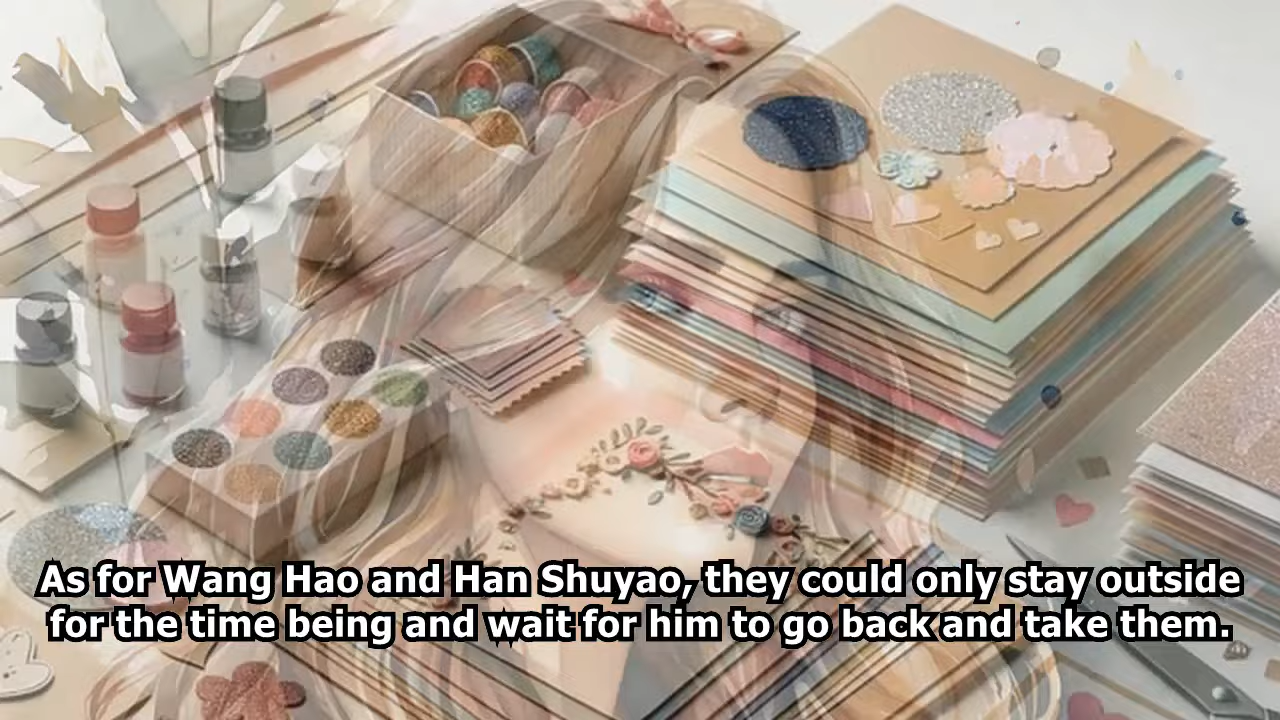 As for Wang Hao and Han Shuyao, they could only stay outside
for the time being and wait for him to go back and take them.